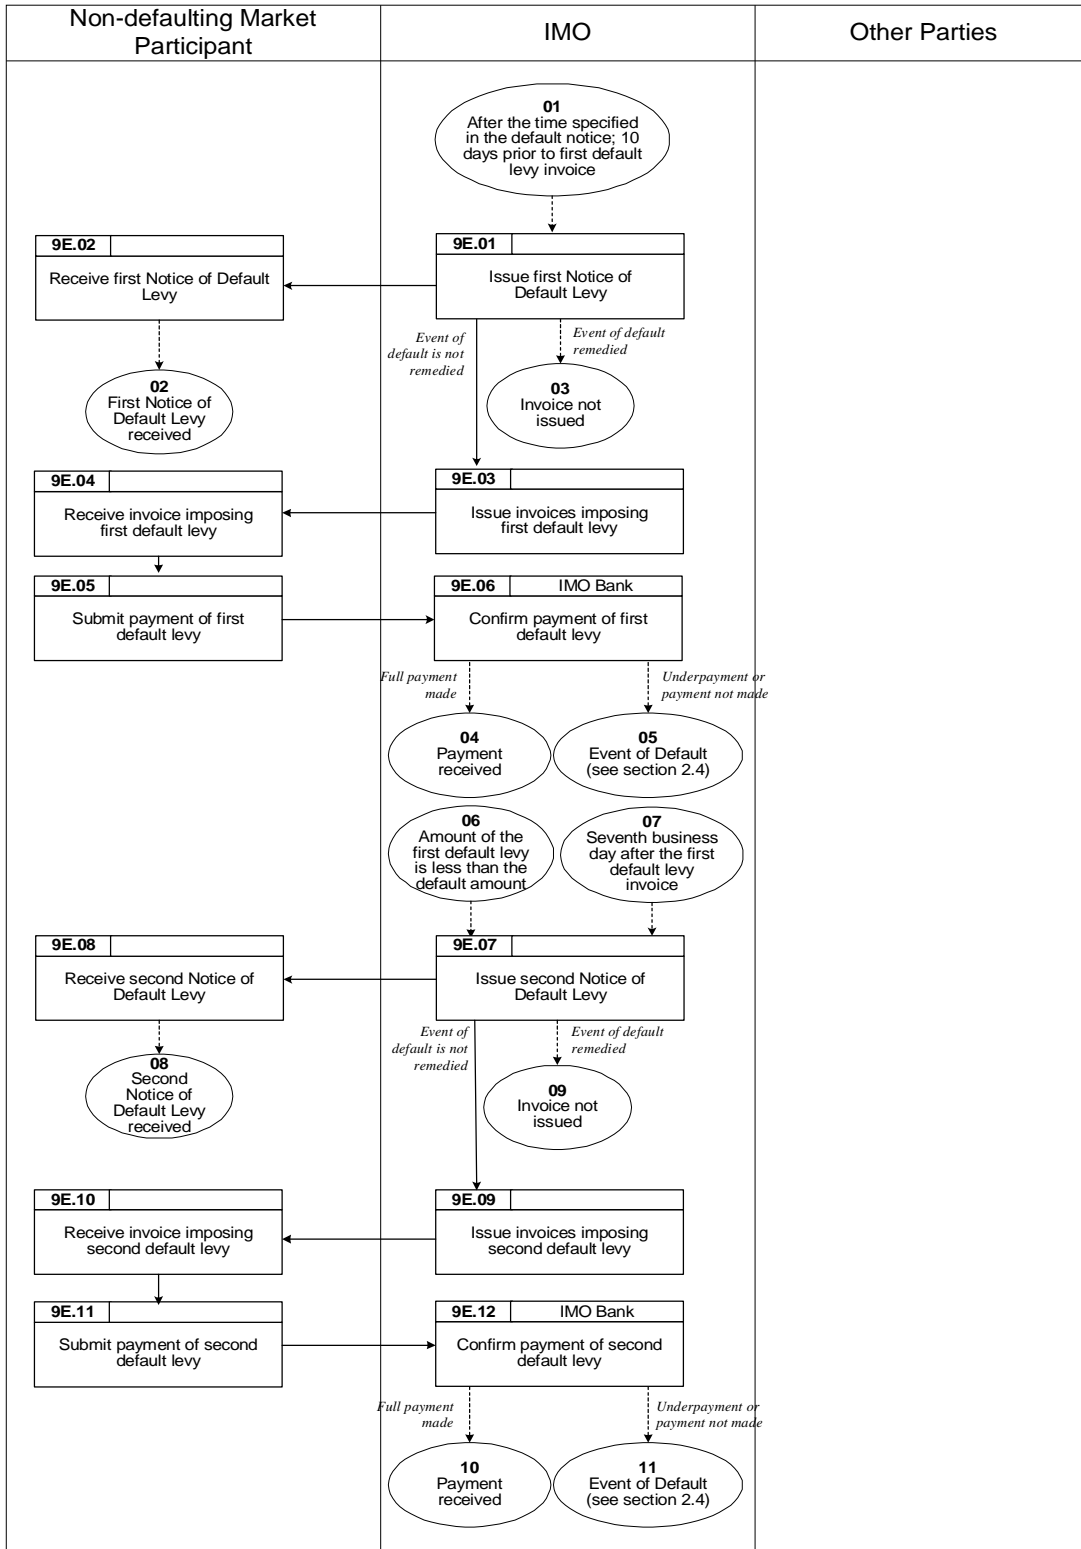 Non-defaulting Market
Participant
IMO
Other Parties
01
After the time specified
in the default notice; 10
days prior to first default
levy invoice
9E.02
Receive first Notice of Default
Levy
9E.01
Issue first Notice of
Default Levy
Event of
default is not
remedied
Event of default
remedied
02
First Notice of
Default Levy
received
03
Invoice not
issued
9E.04
Receive invoice imposing
first default levy
9E.03
Issue invoices imposing
first default levy
9E.05
Submit payment of first
default levy
9E.06
IMO Bank
Confirm payment of first
default levy
Full payment
made
Underpayment or
payment not made
04
Payment
received
05
Event of Default
(see section 2.4)
06
Amount of the
first default levy
is less than the
default amount
07
Seventh business
day after the first
default levy
invoice
9E.08
Receive second Notice of
Default Levy
9E.07
Issue second Notice of
Default Levy
Event of
default is not
remedied
Event of default
remedied
08
Second
Notice of
Default Levy
received
09
Invoice not
issued
9E.10
Receive invoice imposing
second default levy
9E.09
Issue invoices imposing
second default levy
9E.11
Submit payment of second
default levy
9E.12
IMO Bank
Confirm payment of second
default levy
Full payment
made
Underpayment or
payment not made
10
Payment
received
11
Event of Default
(see section 2.4)